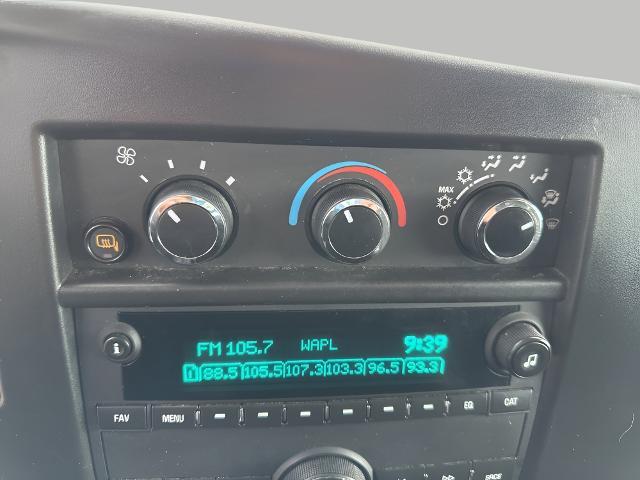 MAX
FM 105.7 WAPL 9:39
1 88.5 105.5 107.3 103.3 96.5 93.3
i
FAV MENU EQ CAT